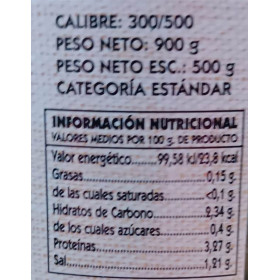 CALIBRE: 300/500
PESO NETO: 900 g
PESO NETO ESC.: 500 g
CATEGORÍA ESTÁNDAR
INFORMACIÓN NUTRICIONAL
VALORES MEDIOS POR 100 g. DE PRODUCTO
Valor energético......99,58 kJ/23,8 kcal
Grasas..........0,15 g.
de las cuales saturadas..<0,1 g.
Hidratos de Carbono......2,34 g.
de los cuales azúcares......0,4 g.
Proteínas..........3,27 g.
Sal..........1,21 g.